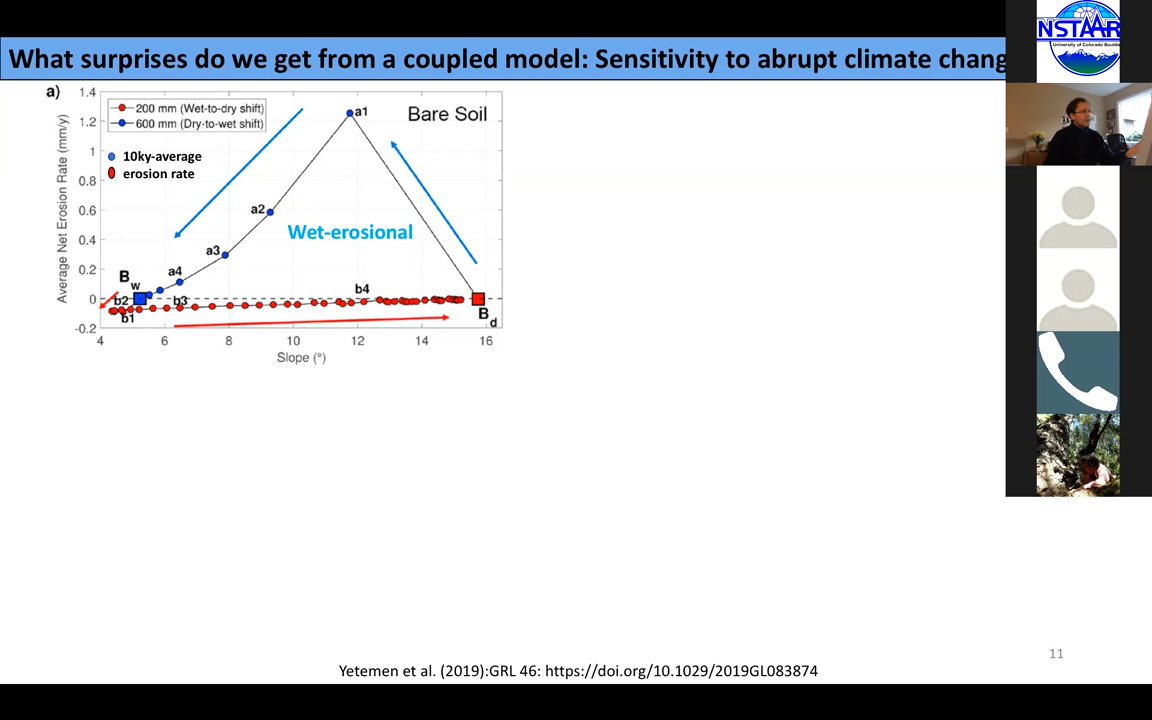 What surprises do we get from a coupled model: Sensitivity to abrupt climate chang
NSTAAR
University of Colorado Boulde
a)
1.4
1.2
1
0.8
0.6
0.4
0.2
0
-0.2
Average Net Erosion Rate (mm/y)
200 mm (Wet-to-dry shift)
600 mm (Dry-to-wet shift)
10ky-average
erosion rate
Bare Soil
a1
a2
a3
a4
Wet-erosional
Bw
b2
b1
b3
b4
Bd
4 6 8 10 12 14 16
Slope (°)
11
Yetemen et al. (2019):GRL 46: https://doi.org/10.1029/2019GL083874